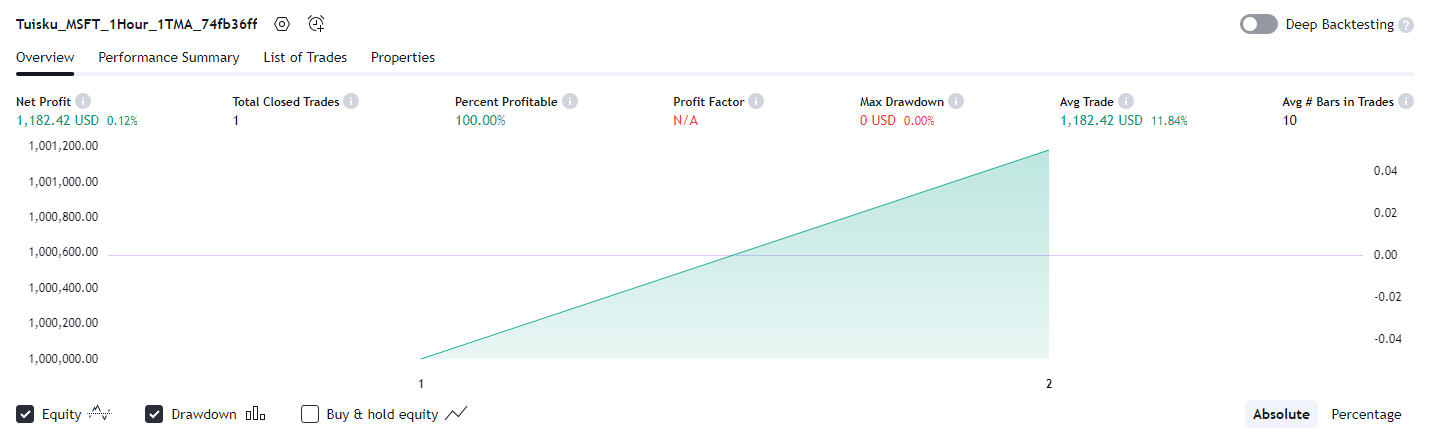 Tuisku_MSFT_1Hour_1TMA_74fb36ff Deep Backtesting ?
Overview Performance Summary List of Trades Properties
Net Profit Total Closed Trades Percent Profitable Profit Factor Max Drawdown Avg Trade Avg # Bars in Trades
1,182.42 USD 0.12% 1 100.00% N/A 0 USD 0.00% 1,182.42 USD 11.84% 10
1,001,200.00
0.04
1,001,000.00
1,000,800.00 0.02
1,000,600.00 0.00
1,000,400.00 -0.02
1,000,200.00
-0.04
1,000,000.00
1 2
Equity Drawdown Buy & hold equity Absolute Percentage